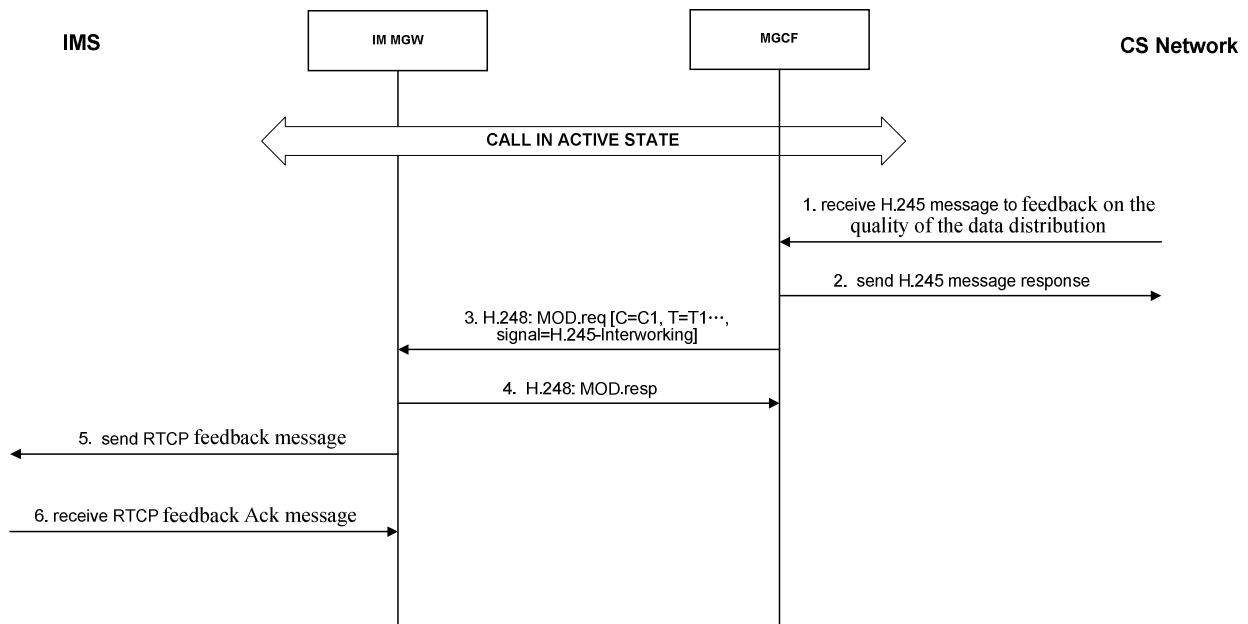 IMS
IM MGW
MGCF
CS Network
CALL IN ACTIVE STATE
1. receive H.245 message to feedback on the
quality of the data distribution
2. send H.245 message response
3. H.248: MOD.req [C=C1, T=T1⋯,
signal=H.245-Interworking]
4. H.248: MOD.resp
5. send RTCP feedback message
6. receive RTCP feedback Ack message